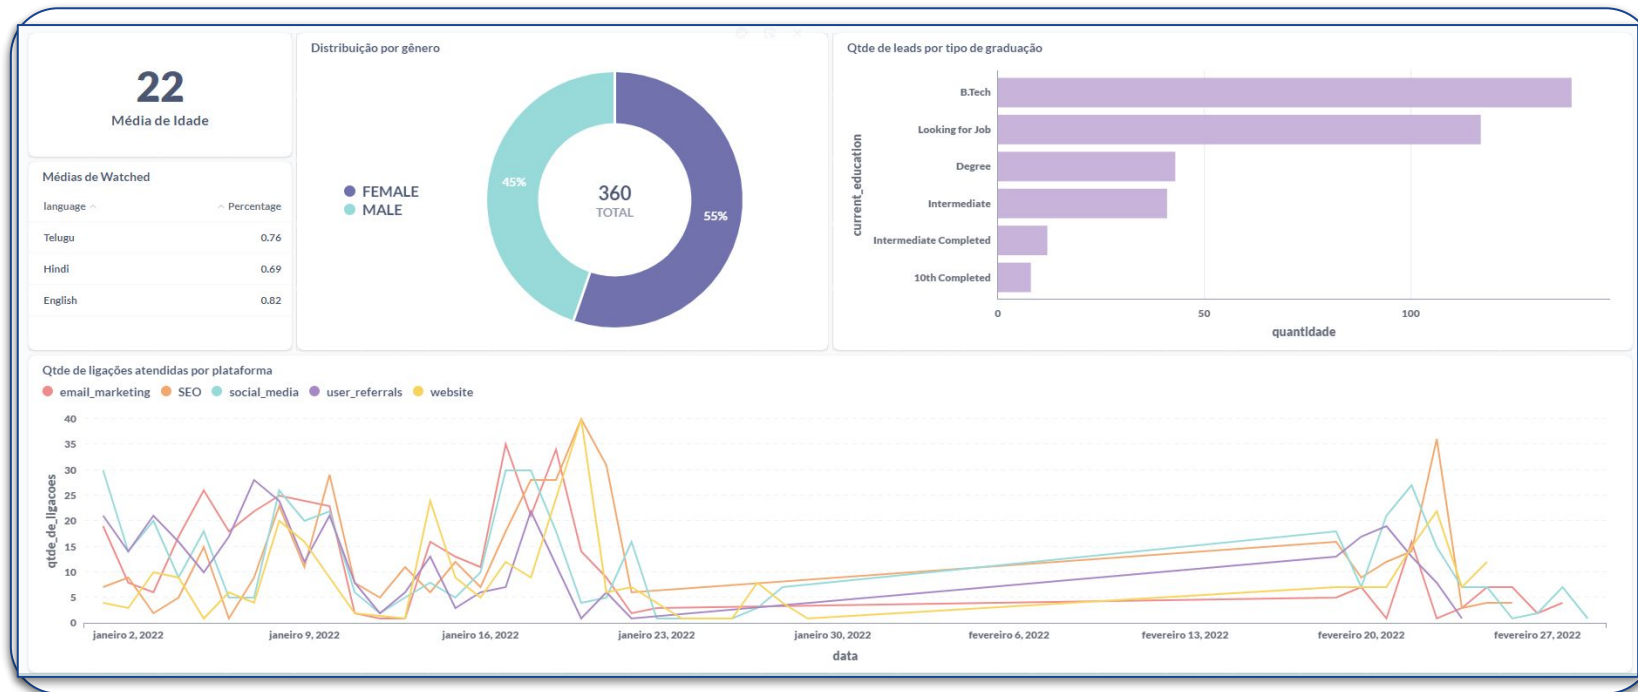 22
Média de Idade
Médias de Watched
language Percentage
Telugu 0.76
Hindi 0.69
English 0.82
Distribuição por gênero
FEMALE
MALE
45%
360
TOTAL
55%
Qtde de leads por tipo de graduação
current_education
B.Tech
Looking for Job
Degree
Intermediate
Intermediate Completed
10th Completed
0 50 100
quantidade
Qtde de ligações atendidas por plataforma
email_marketing SEO social_media user_referrals website
qtde_de_ligacoes
40
35
30
25
20
15
10
5
0
janeiro 2, 2022 janeiro 9, 2022 janeiro 16, 2022 janeiro 23, 2022 janeiro 30, 2022 fevereiro 6, 2022 fevereiro 13, 2022 fevereiro 20, 2022 fevereiro 27, 2022
data